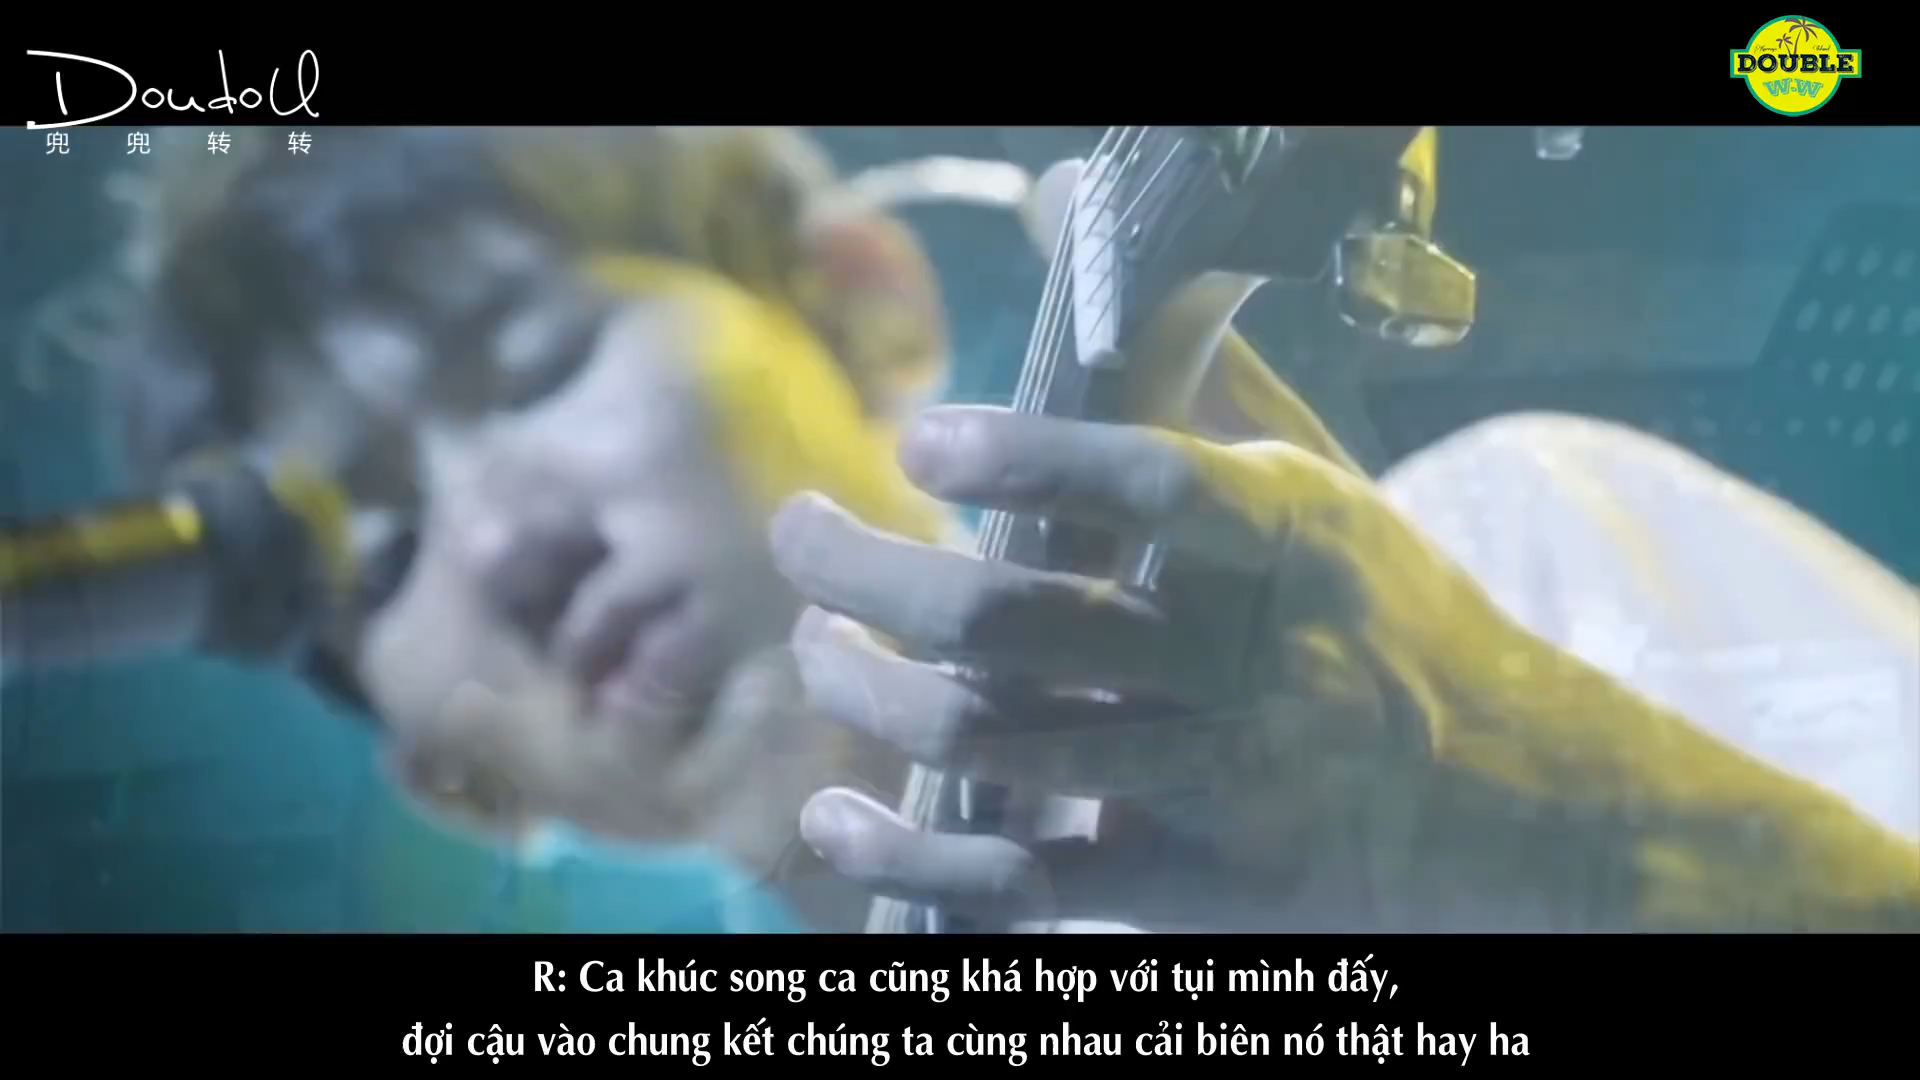 Doudou
兜兜转转
DOUBLE
W-W
R: Ca khúc song ca cũng khá hợp với tụi mình đấy,
đợi cậu vào chung kết chúng ta cùng nhau cải biên nó thật hay ha